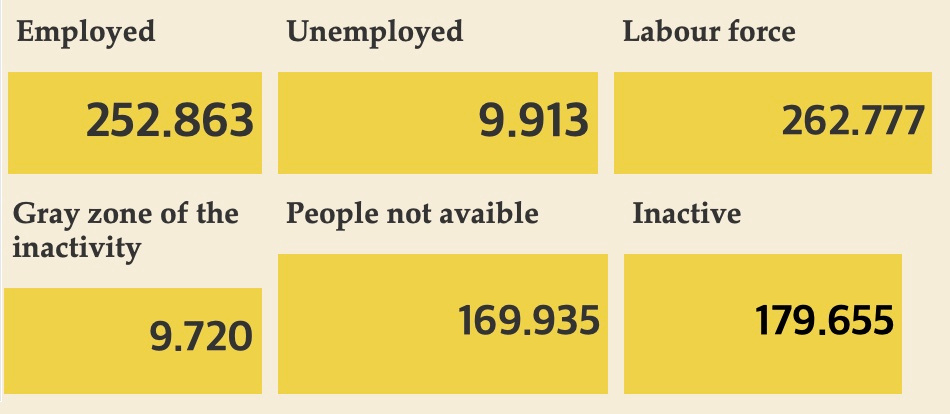 Employed
Unemployed
Labour force
252.863
9.913
262.777
Gray zone of the
inactivity
People not avaible
Inactive
9.720
169.935
179.655